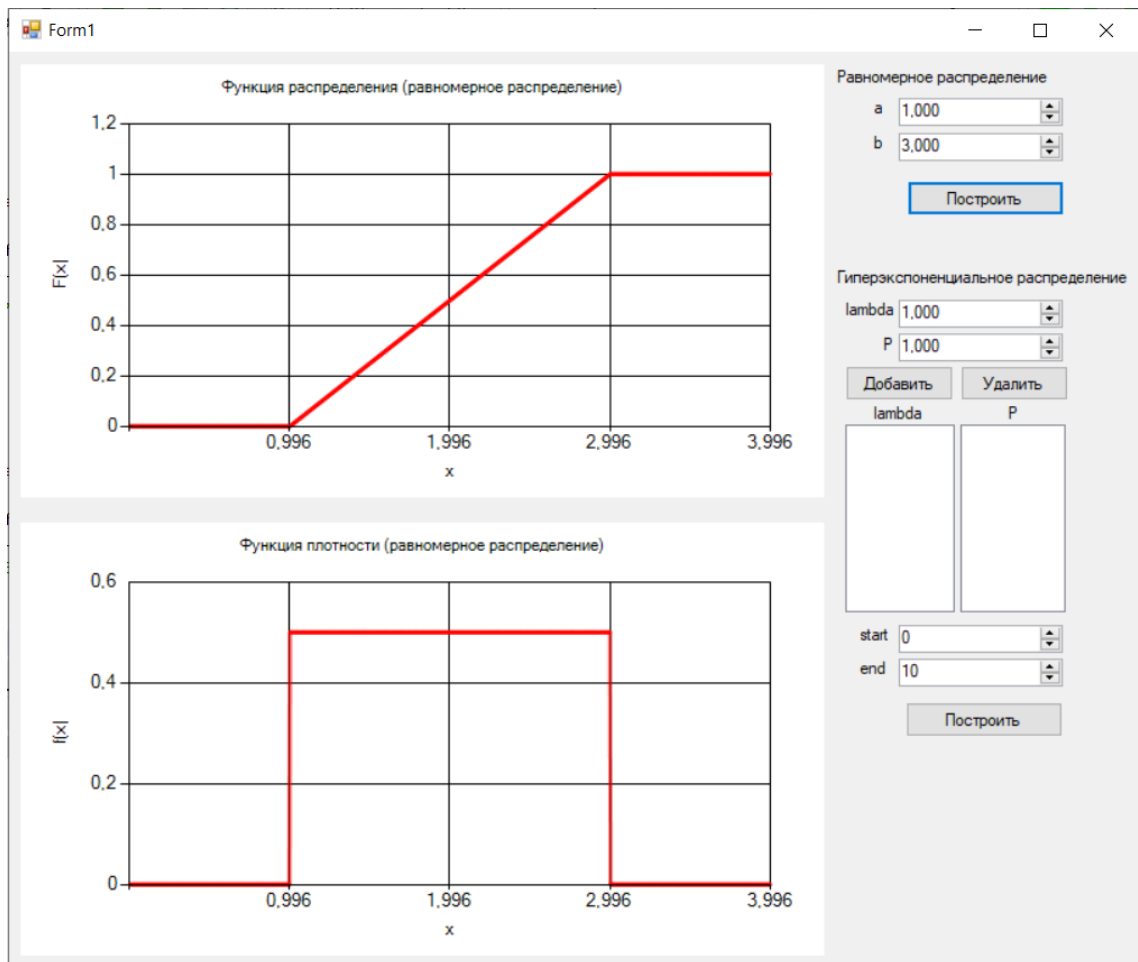 Form1
Функция распределения (равномерное распределение)
1,2
1
0,8
0,6
0,4
0,2
0
F(x|
0,996 1,996 2,996 3,996
x
Функция плотности (равномерное распределение)
0,6
0,4
0,2
0
f(x|
0,996 1,996 2,996 3,996
x
Равномерное распределение
a 1,000
b 3,000
Построить
Гиперэкспоненциальное распределение
lambda 1,000
P 1,000
Добавить Удалить
lambda P
start 0
end 10
Построить